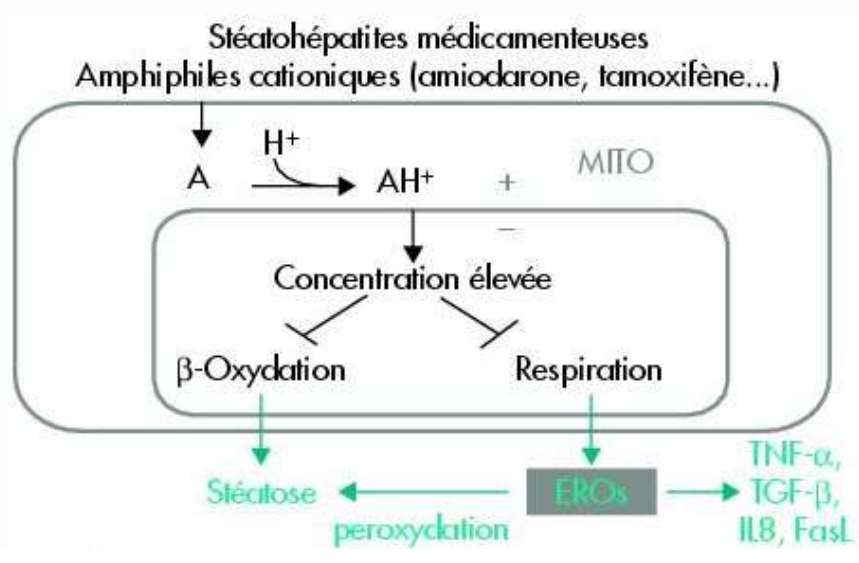 Stéatohépatites médicamenteuses
Amphiphiles cationiques (amiodarone, tamoxifène...)
H+
MITO
A
AH+
+
−
Concentration élevée
β-Oxydation
Respiration
TNF-α,
Stéatose
EROs
TGF-β,
peroxydation
IL8, FasL